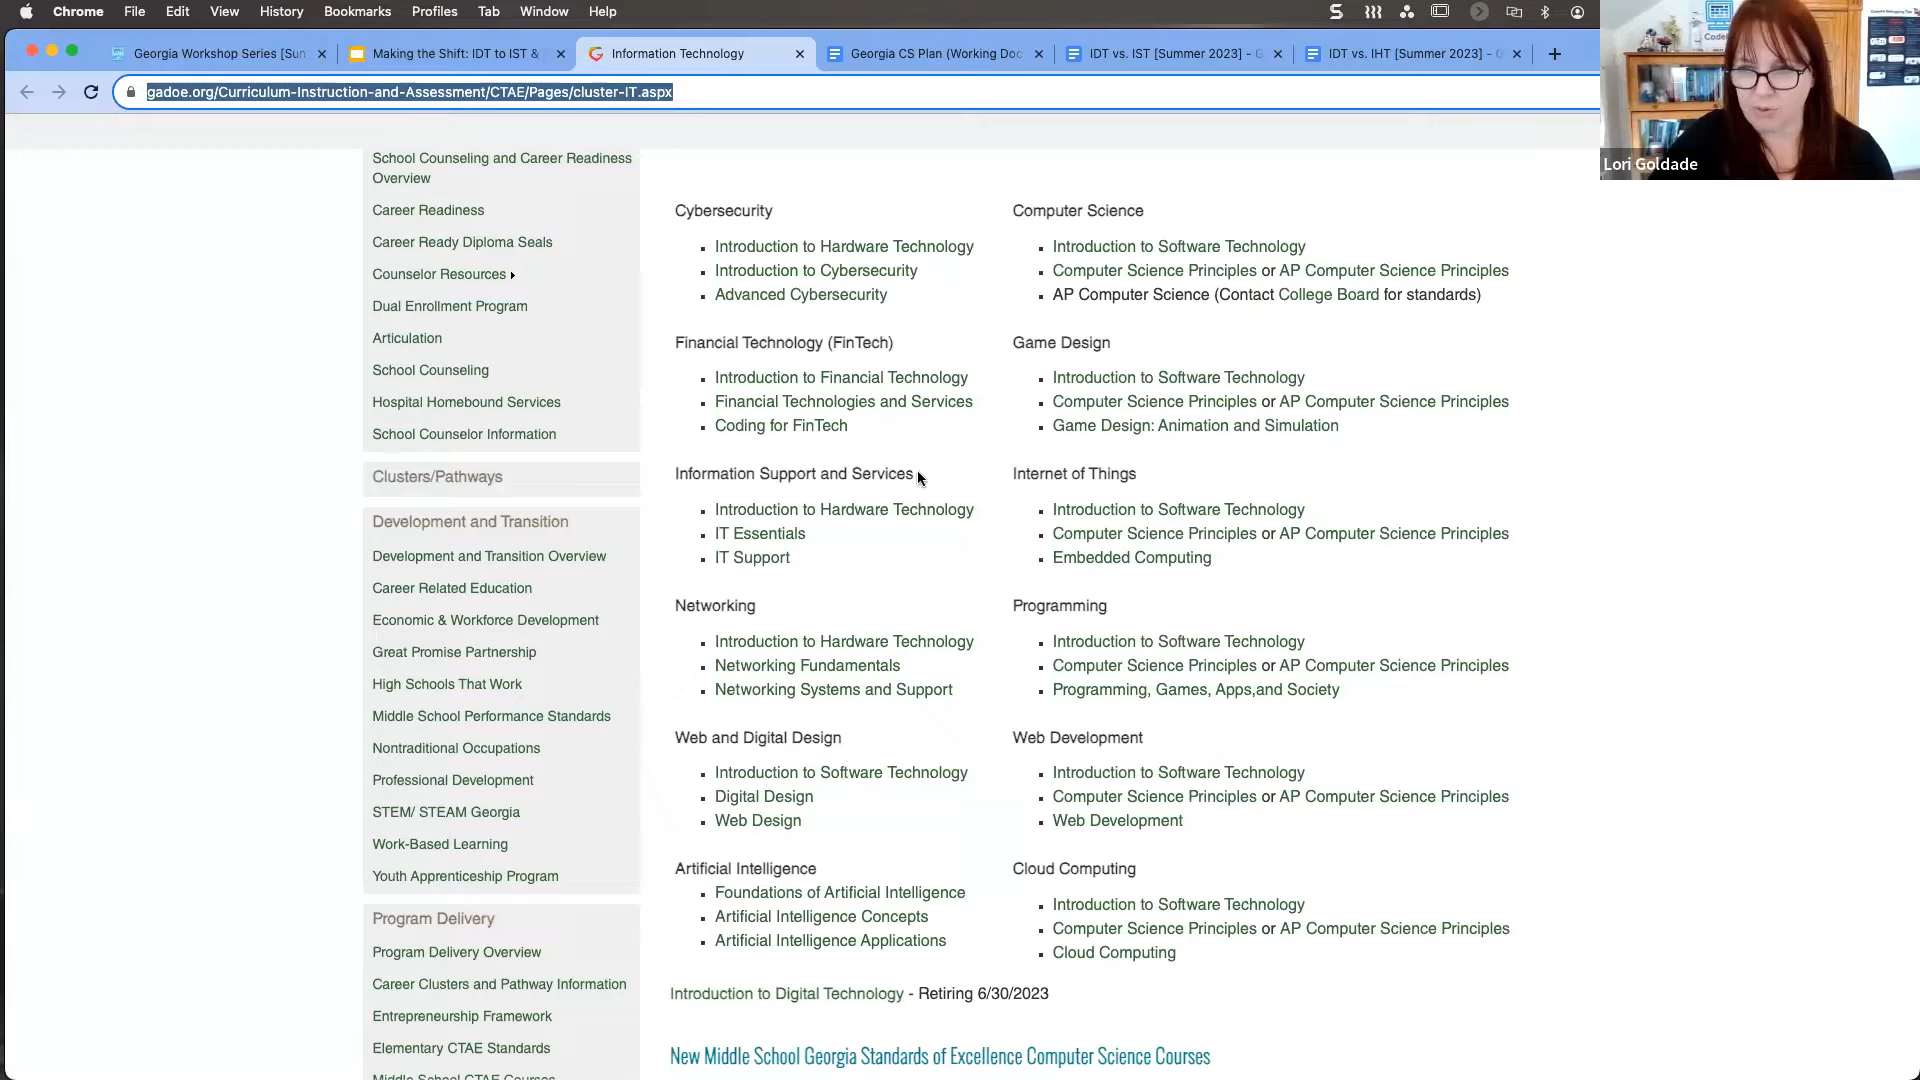 Chrome File Edit View History Bookmarks Profiles Tab Window Help
Georgia Workshop Series [Sun
Making the Shift: IDT to IST &
Information Technology
Georgia CS Plan (Working Doc
IDT vs. IST [Summer 2023] - G
IDT vs. IHT [Summer 2023] - G
gadoe.org/Curriculum-Instruction-and-Assessment/CTAE/Pages/cluster-IT.aspx
Lori Goldade
School Counseling and Career Readiness
Overview
Career Readiness
Career Ready Diploma Seals
Counselor Resources
Dual Enrollment Program
Articulation
School Counseling
Hospital Homebound Services
School Counselor Information
Clusters/Pathways
Development and Transition
Development and Transition Overview
Career Related Education
Economic & Workforce Development
Great Promise Partnership
High Schools That Work
Middle School Performance Standards
Nontraditional Occupations
Professional Development
STEM/ STEAM Georgia
Work-Based Learning
Youth Apprenticeship Program
Program Delivery
Program Delivery Overview
Career Clusters and Pathway Information
Entrepreneurship Framework
Elementary CTAE Standards
Middle School CTAE Courses
Cybersecurity
Introduction to Hardware Technology
Introduction to Cybersecurity
Advanced Cybersecurity
Financial Technology (FinTech)
Introduction to Financial Technology
Financial Technologies and Services
Coding for FinTech
Information Support and Services
Introduction to Hardware Technology
IT Essentials
IT Support
Networking
Introduction to Hardware Technology
Networking Fundamentals
Networking Systems and Support
Web and Digital Design
Introduction to Software Technology
Digital Design
Web Design
Artificial Intelligence
Foundations of Artificial Intelligence
Artificial Intelligence Concepts
Artificial Intelligence Applications
Computer Science
Introduction to Software Technology
Computer Science Principles or AP Computer Science Principles
AP Computer Science (Contact College Board for standards)
Game Design
Introduction to Software Technology
Computer Science Principles or AP Computer Science Principles
Game Design: Animation and Simulation
Internet of Things
Introduction to Software Technology
Computer Science Principles or AP Computer Science Principles
Embedded Computing
Programming
Introduction to Software Technology
Computer Science Principles or AP Computer Science Principles
Programming, Games, Apps,and Society
Web Development
Introduction to Software Technology
Computer Science Principles or AP Computer Science Principles
Web Development
Cloud Computing
Introduction to Software Technology
Computer Science Principles or AP Computer Science Principles
Cloud Computing
Introduction to Digital Technology - Retiring 6/30/2023
New Middle School Georgia Standards of Excellence Computer Science Courses